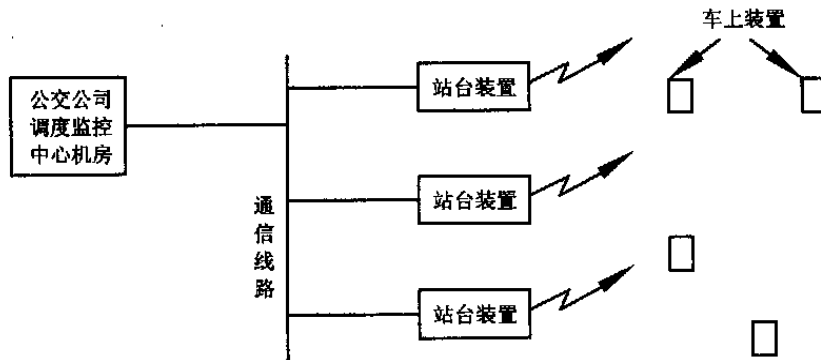 车上装置
站台装置
公交公司
调度监控
中心机房
站台装置
通信线路
站台装置